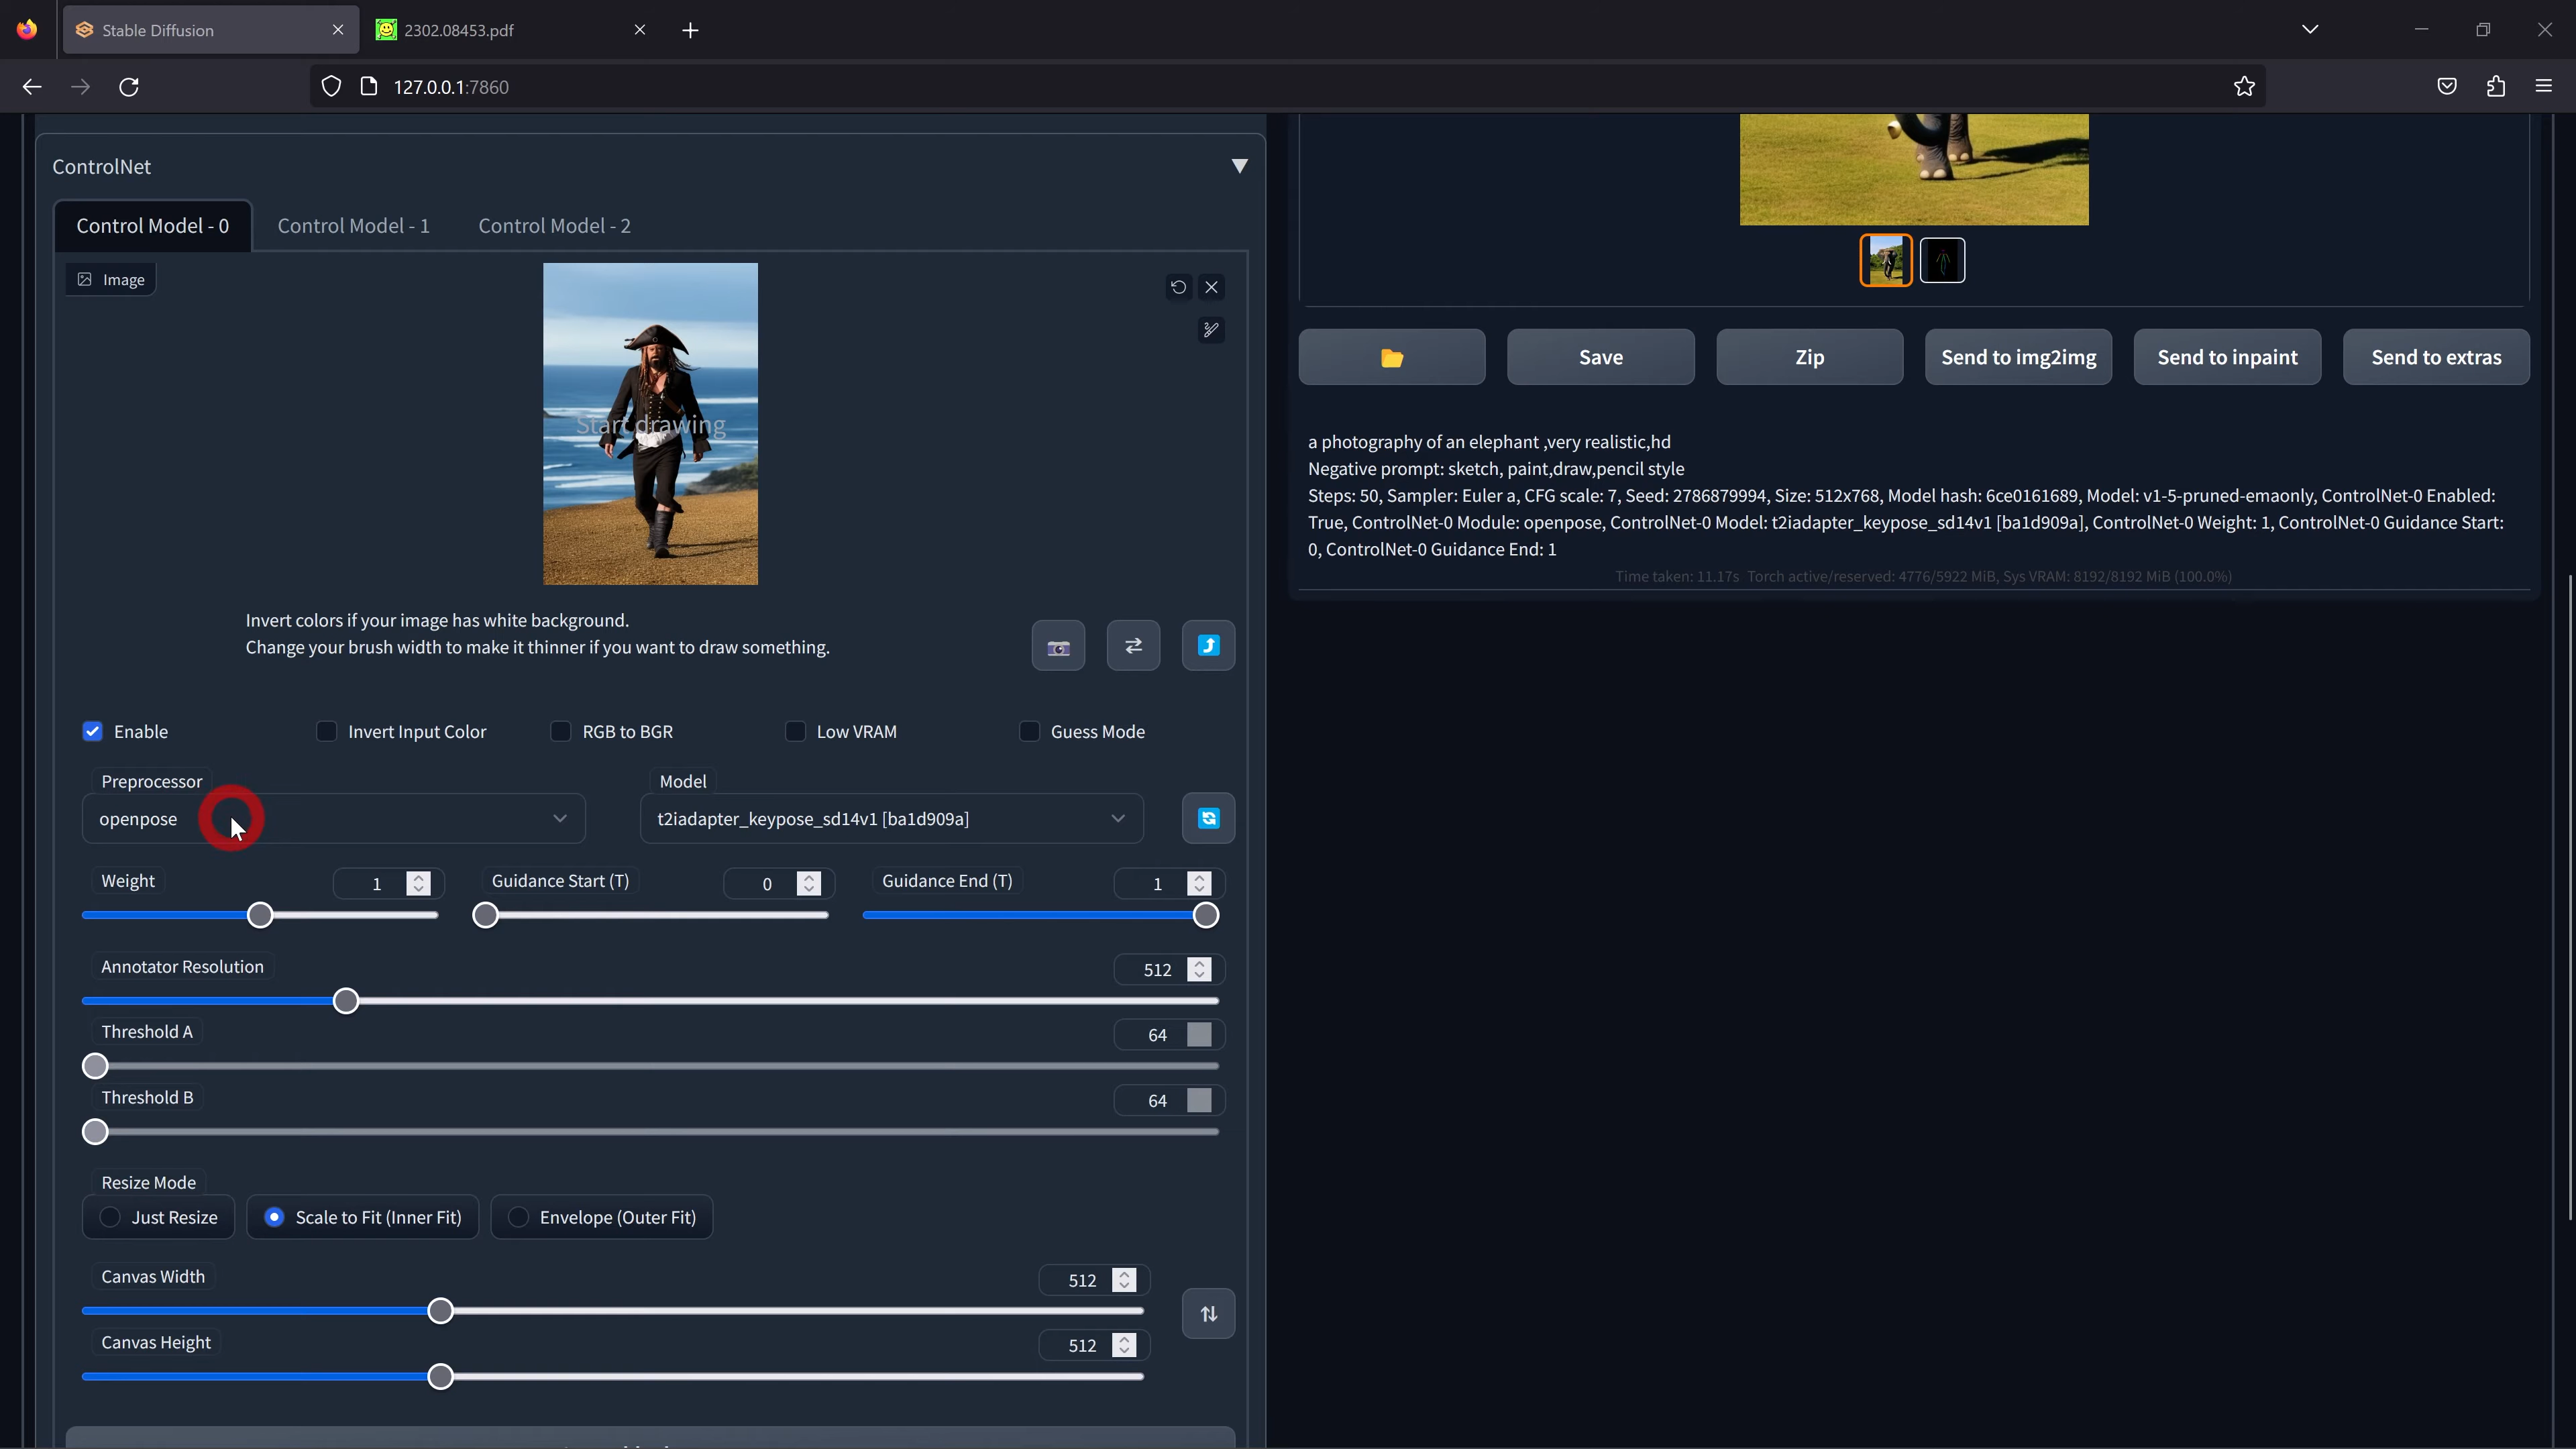 Stable Diffusion
2302.08453.pdf
127.0.0.1:7860
ControlNet
Control Model - 0
Control Model - 1
Control Model - 2
Image
Start drawing
Invert colors if your image has white background.
Change your brush width to make it thinner if you want to draw something.
Enable
Invert Input Color
RGB to BGR
Low VRAM
Guess Mode
Preprocessor
openpose
Model
t2iadapter_keypose_sd14v1 [ba1d909a]
Weight
1
Guidance Start (T)
0
Guidance End (T)
1
Annotator Resolution
512
Threshold A
64
Threshold B
64
Resize Mode
Just Resize
Scale to Fit (Inner Fit)
Envelope (Outer Fit)
Canvas Width
512
Canvas Height
512
Save
Zip
Send to img2img
Send to inpaint
Send to extras
a photography of an elephant ,very realistic,hd
Negative prompt: sketch, paint,draw,pencil style
Steps: 50, Sampler: Euler a, CFG scale: 7, Seed: 2786879994, Size: 512x768, Model hash: 6ce0161689, Model: v1-5-pruned-emaonly, ControlNet-0 Enabled:
True, ControlNet-0 Module: openpose, ControlNet-0 Model: t2iadapter_keypose_sd14v1 [ba1d909a], ControlNet-0 Weight: 1, ControlNet-0 Guidance Start:
0, ControlNet-0 Guidance End: 1
Time taken: 11.17s Torch active/reserved: 4776/5922 MiB, Sys VRAM: 8192/8192 MiB (100.0%)